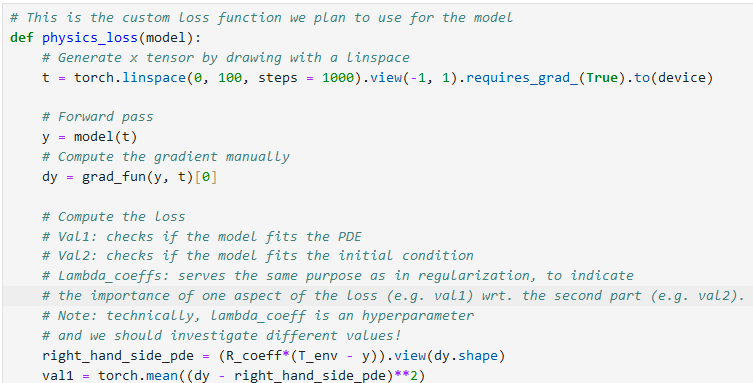 # This is the custom loss function we plan to use for the model
def physics_loss(model):
# Generate x tensor by drawing with a linspace
t = torch.linspace(0, 100, steps = 1000).view(-1, 1).requires_grad_(True).to(device)
# Forward pass
y = model(t)
# Compute the gradient manually
dy = grad_fun(y, t)[0]
# Compute the loss
# Val1: checks if the model fits the PDE
# Val2: checks if the model fits the initial condition
# Lambda_coeffs: serves the same purpose as in regularization, to indicate
# the importance of one aspect of the loss (e.g. val1) wrt. the second part (e.g. val2).
# Note: technically, lambda_coeff is an hyperparameter
# and we should investigate different values!
right_hand_side_pde = (R_coeff*(T_env - y)).view(dy.shape)
val1 = torch.mean((dy - right_hand_side_pde)**2)